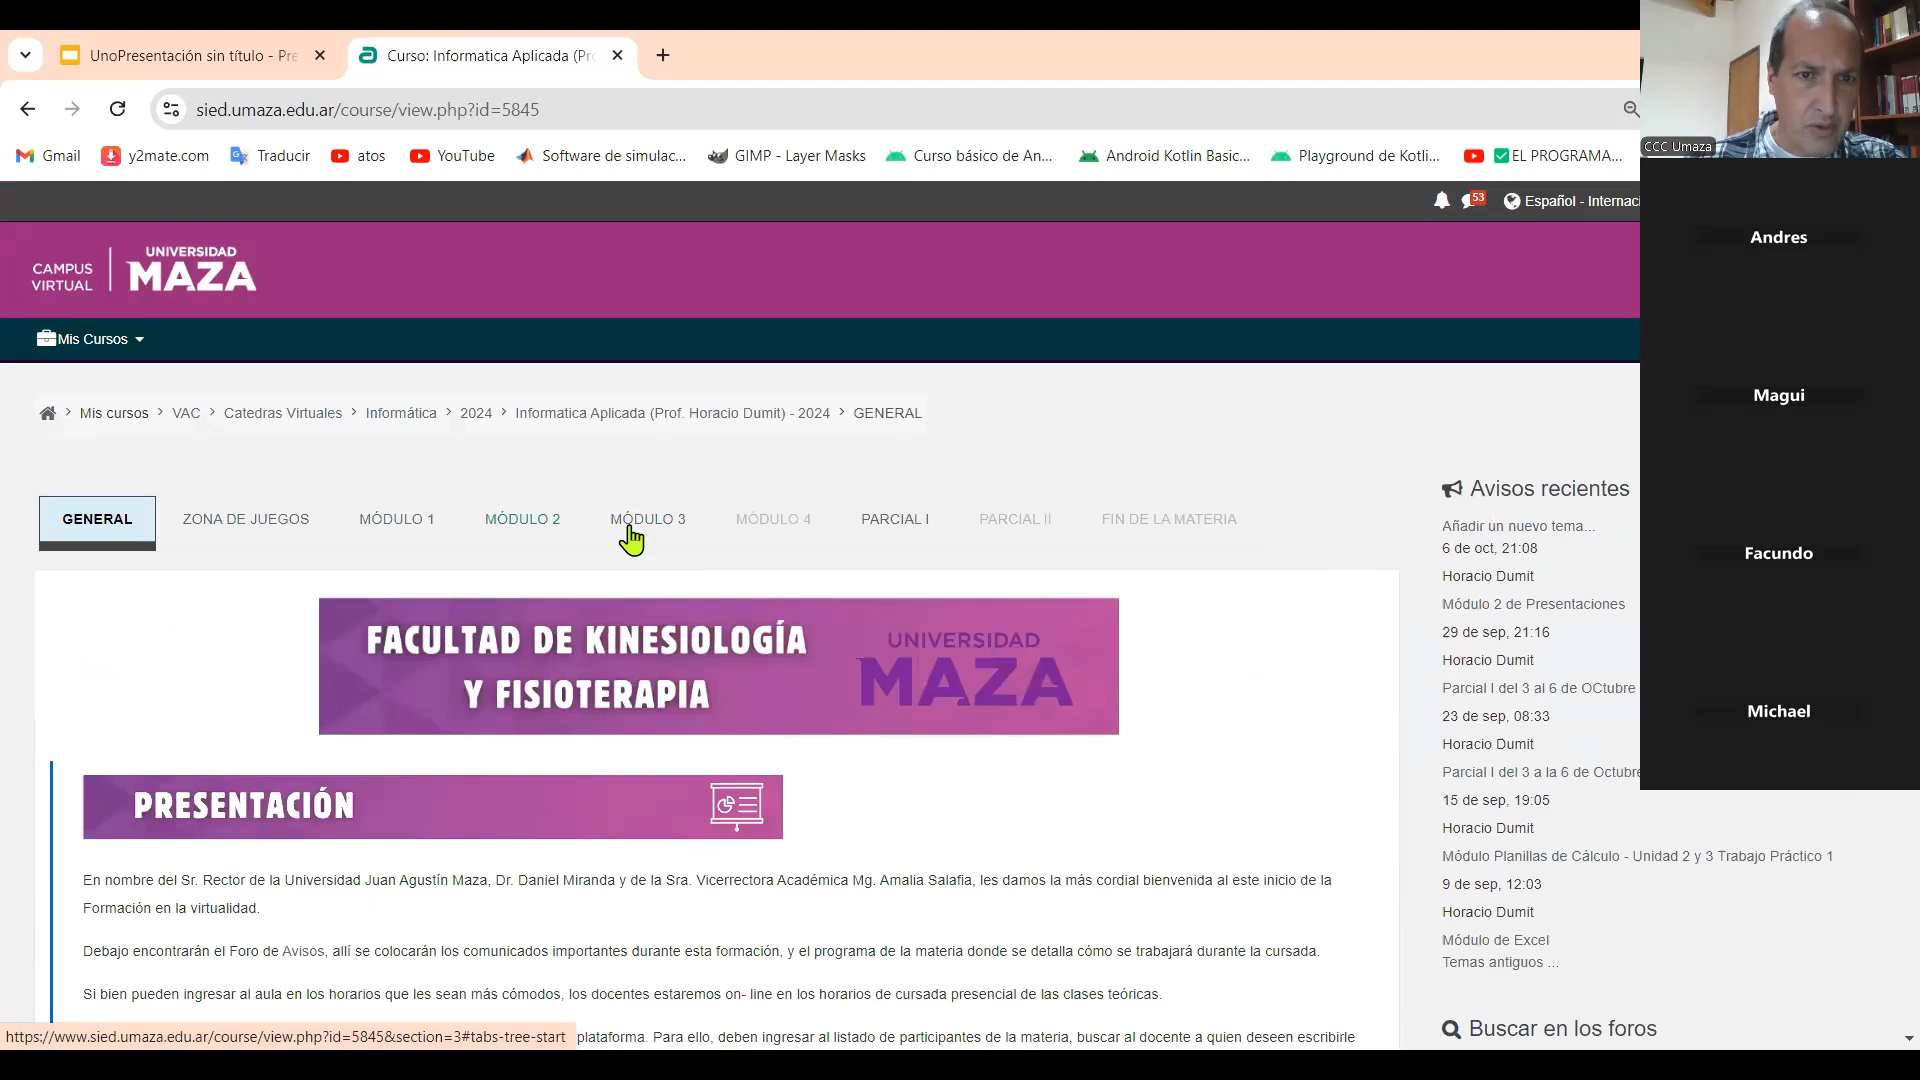 UnoPresentación sin título - Pre
Curso: Informatica Aplicada (Pro
sied.umaza.edu.ar/course/view.php?id=5845
Gmail
y2mate.com
Traducir
atos
YouTube
Software de simulac...
GIMP - Layer Masks
Curso básico de An...
Android Kotlin Basic...
Playground de Kotli...
EL PROGRAMA...
CCC Umaza
53
Español - Internaci
CAMPUS VIRTUAL
UNIVERSIDAD MAZA
Mis Cursos
Mis cursos > VAC > Catedras Virtuales > Informática > 2024 > Informatica Aplicada (Prof. Horacio Dumit) - 2024 > GENERAL
GENERAL
ZONA DE JUEGOS
MÓDULO 1
MÓDULO 2
MÓDULO 3
MÓDULO 4
PARCIAL I
PARCIAL II
FIN DE LA MATERIA
FACULTAD DE KINESIOLOGÍA
Y FISIOTERAPIA
UNIVERSIDAD
MAZA
PRESENTACIÓN
En nombre del Sr. Rector de la Universidad Juan Agustín Maza, Dr. Daniel Miranda y de la Sra. Vicerrectora Académica Mg. Amalia Salafia, les damos la más cordial bienvenida al este inicio de la
Formación en la virtualidad.
Debajo encontrarán el Foro de Avisos, allí se colocarán los comunicados importantes durante esta formación, y el programa de la materia donde se detalla cómo se trabajará durante la cursada.
Si bien pueden ingresar al aula en los horarios que les sean más cómodos, los docentes estaremos on- line en los horarios de cursada presencial de las clases teóricas.
plataforma. Para ello, deben ingresar al listado de participantes de la materia, buscar al docente a quien deseen escribirle
https://www.sied.umaza.edu.ar/course/view.php?id=5845&section=3#tabs-tree-start
Avisos recientes
Añadir un nuevo tema...
6 de oct, 21:08
Horacio Dumit
Módulo 2 de Presentaciones
29 de sep, 21:16
Horacio Dumit
Parcial I del 3 al 6 de OCtubre
23 de sep, 08:33
Horacio Dumit
Parcial I del 3 a la 6 de Octubre
15 de sep, 19:05
Horacio Dumit
Módulo Planillas de Cálculo - Unidad 2 y 3 Trabajo Práctico 1
9 de sep, 12:03
Horacio Dumit
Módulo de Excel
Temas antiguos ...
Buscar en los foros
Andres
Magui
Facundo
Michael